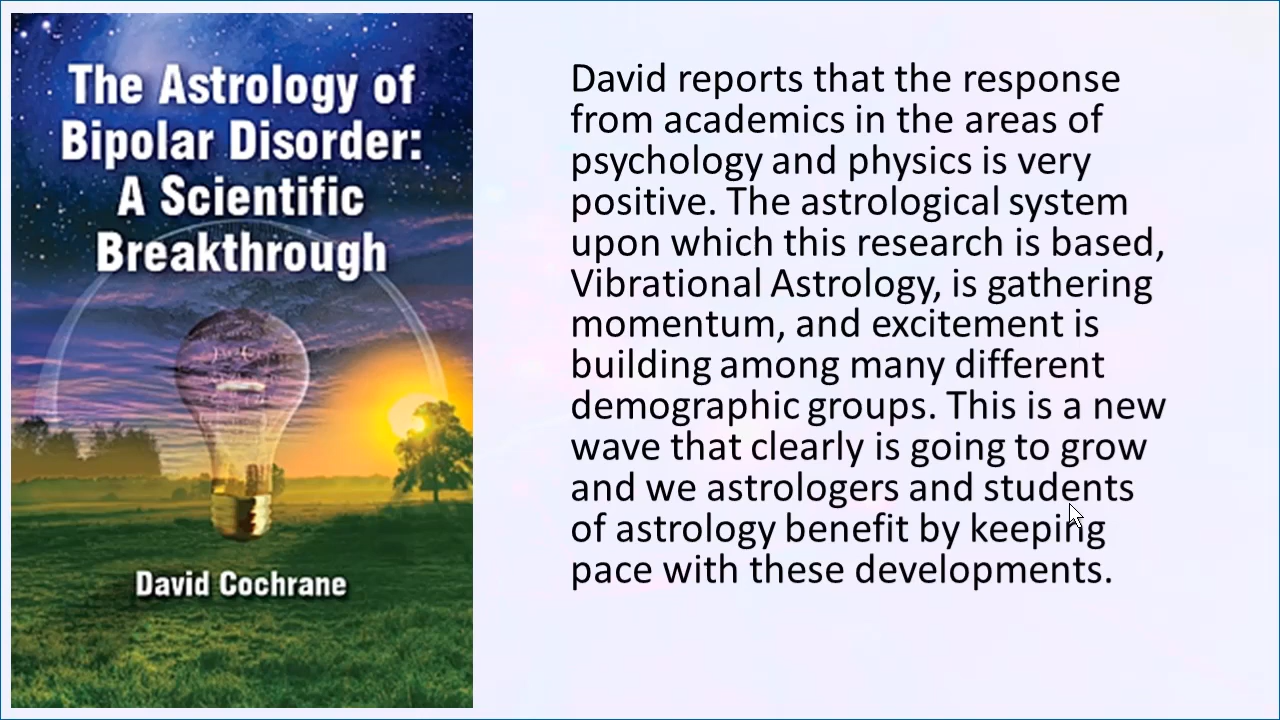 The Astrology of
Bipolar Disorder:
A Scientific
Breakthrough
David Cochrane
David reports that the response
from academics in the areas of
psychology and physics is very
positive. The astrological system
upon which this research is based,
Vibrational Astrology, is gathering
momentum, and excitement is
building among many different
demographic groups. This is a new
wave that clearly is going to grow
and we astrologers and students
of astrology benefit by keeping
pace with these developments.